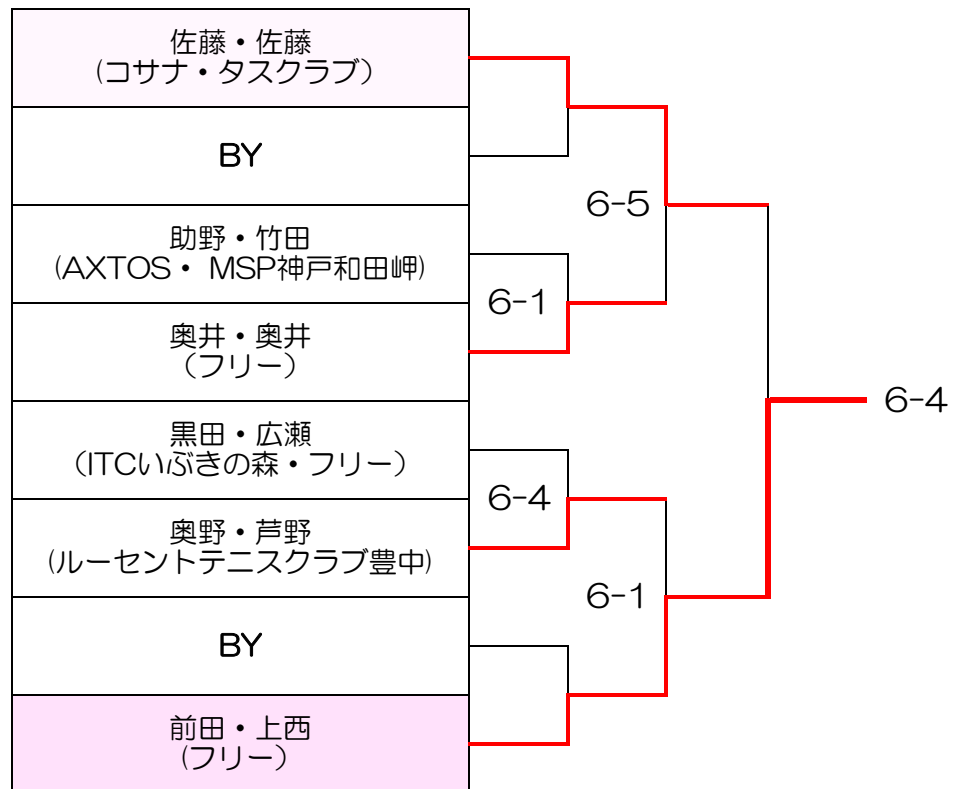 佐藤・佐藤
(コサナ・タスクラブ）
BY
6-5
助野・竹田
(AXTOS・ MSP神戸和田岬)
6-1
奥井・奥井
（フリー）
6-4
黒田・広瀬
（ITCいぶきの森・フリー）
6-4
奥野・芦野
(ルーセントテニスクラブ豊中)
6-1
BY
前田・上西
(フリー）